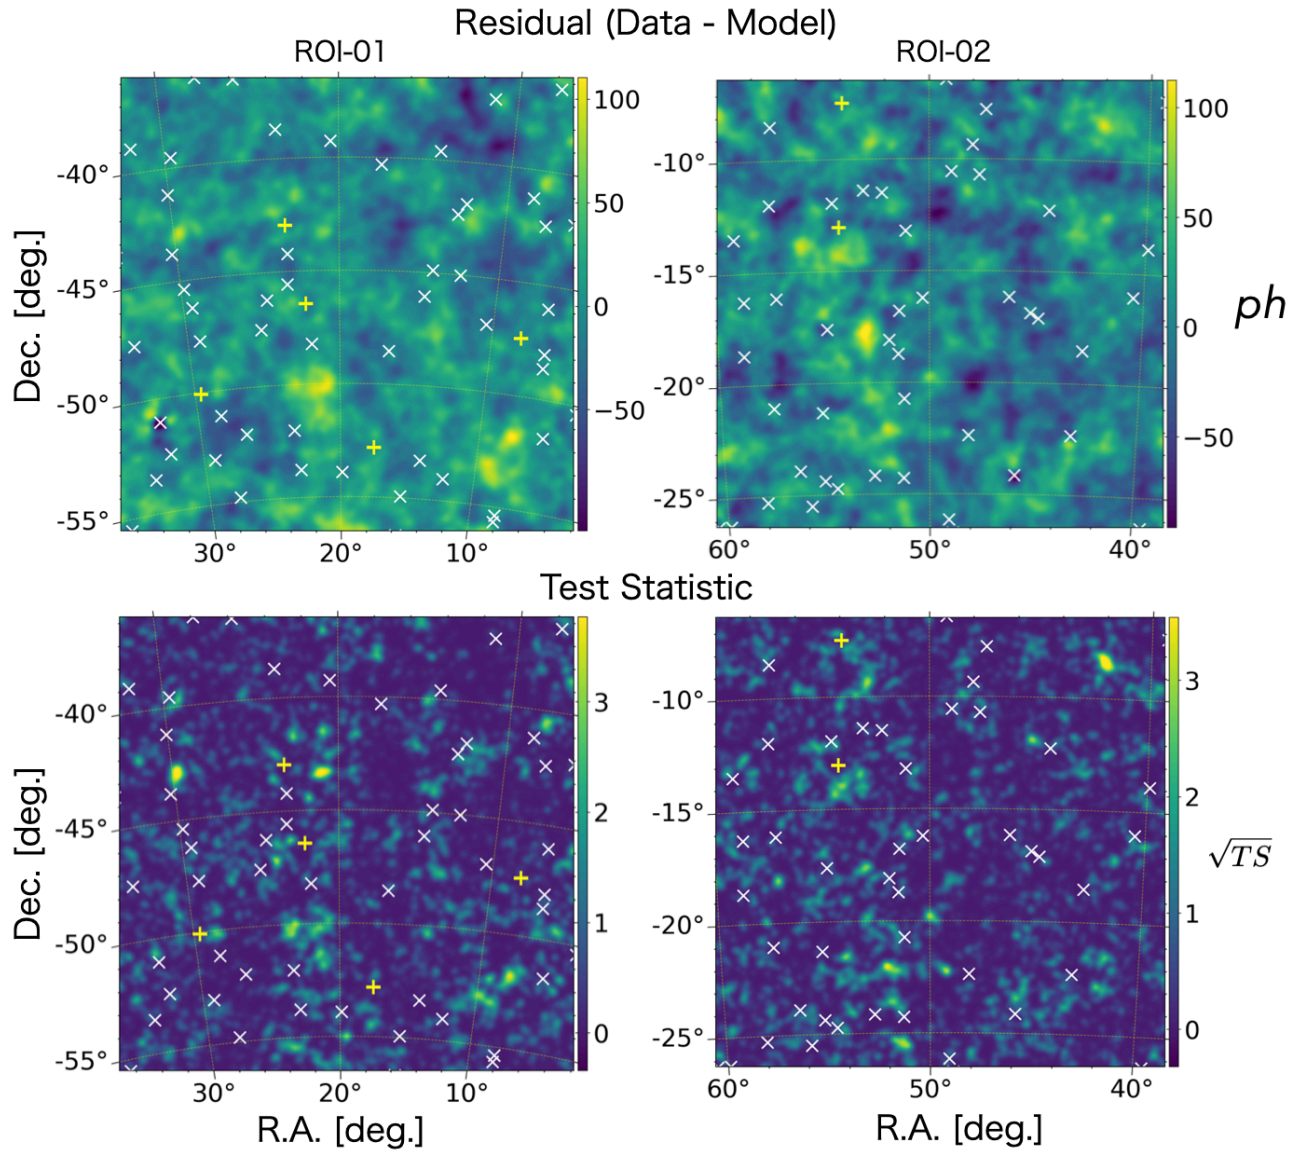 Residual (Data - Model)
ROI-01 ROI-02
100 50 0 −50
-40° -45° -50° -55°
30° 20° 10°
Dec. [deg.]
100 50 0 −50
-10° -15° -20° -25°
60° 50° 40°
ph
Test Statistic
-40° -45° -50° -55°
30° 20° 10°
3 2 1 0
Dec. [deg.]
R.A. [deg.]
-10° -15° -20° -25°
60° 50° 40°
3 2 1 0
√TS
R.A. [deg.]